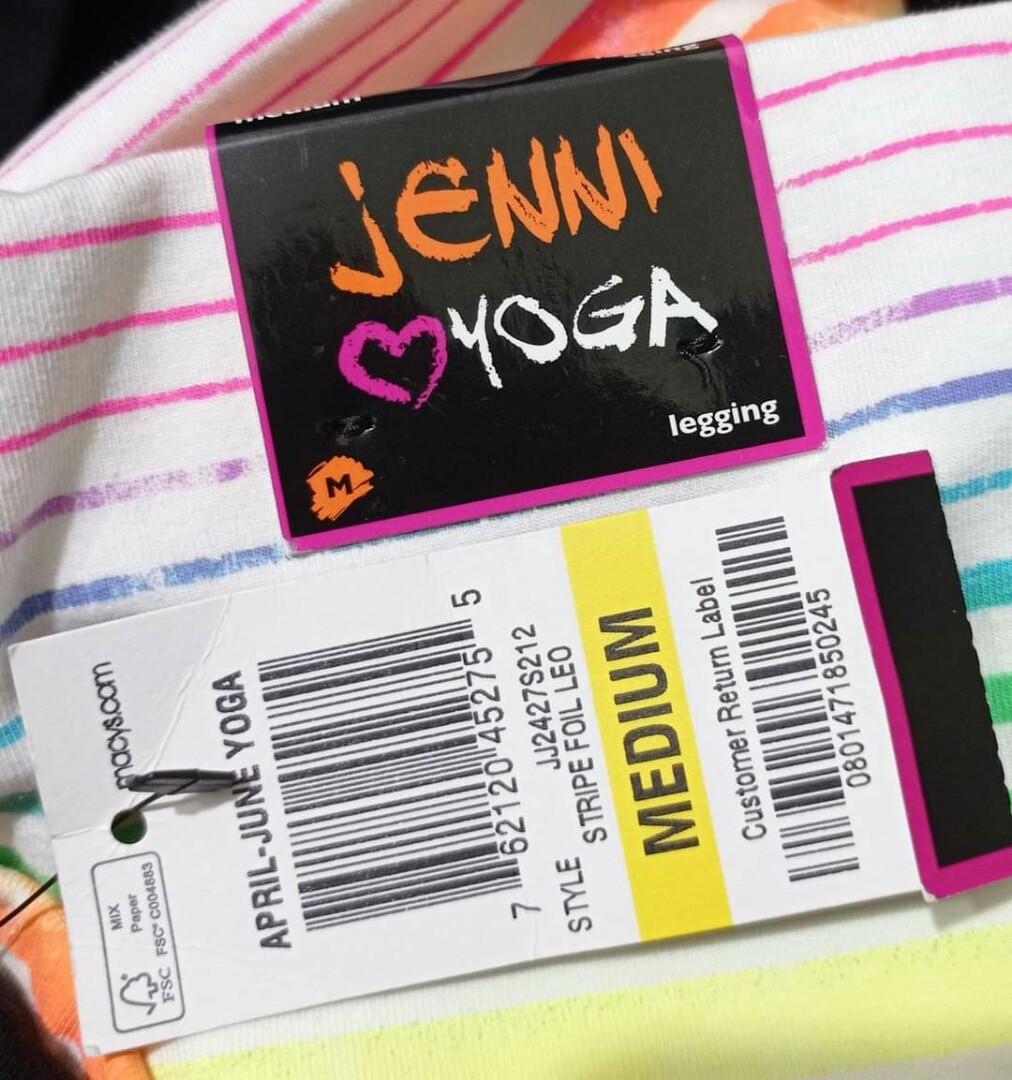 medium
JENNI
YOGA
legging
M
macys.com
MIX
Paper
FSC® C004883
FSC
APRIL-JUNE YOGA
7 62120 45275 5
STYLE JJ2427S212
STRIPE FOIL LEO
MEDIUM
Customer Return Label
0801471850245